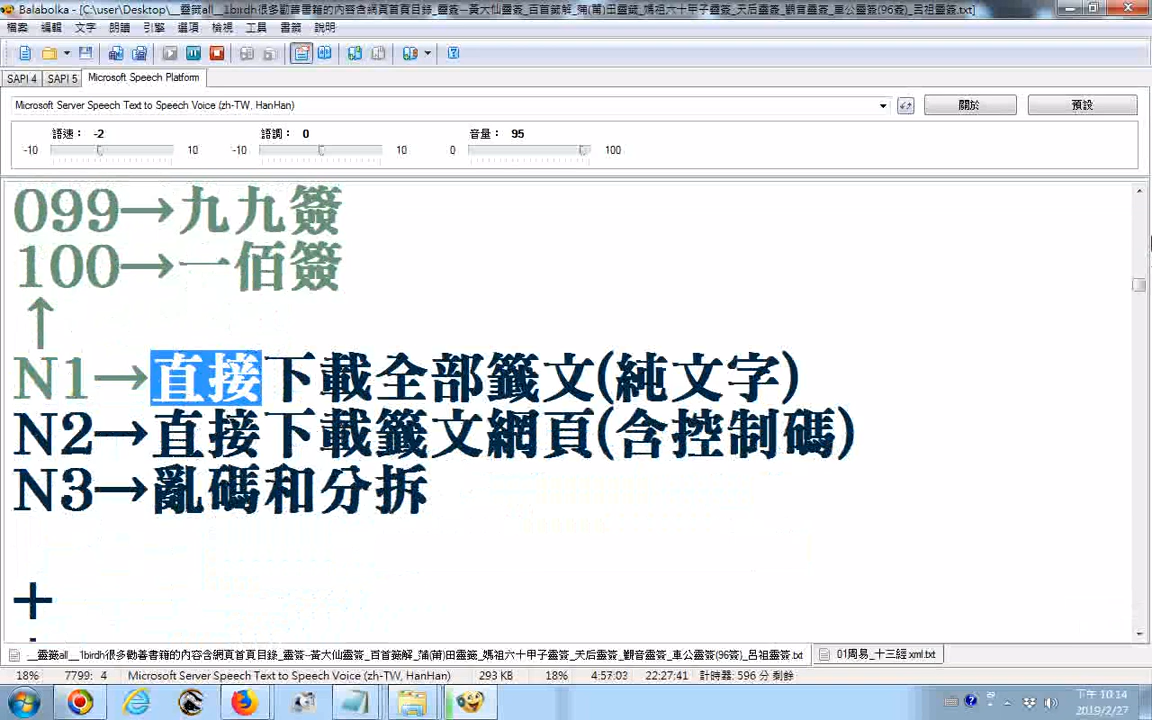 Balabolka - [C:\user\Desktop\__靈籤all__1birdh很多勸善書籍的內容含網頁首頁目錄_靈簽--黃大仙靈簽_百首籤解_蒲(莆)田靈籤_媽祖六十甲子靈簽_天后靈簽_觀音靈簽_車公靈簽(96簽)_呂祖靈簽.txt]
檔案 編輯 文字 朗讀 引擎 選項 檢視 工具 書籤 說明
SAPI 4 SAPI 5 Microsoft Speech Platform
Microsoft Server Speech Text to Speech Voice (zh-TW, HanHan) 關於 預設
語速： -2 語調： 0 音量： 95
-10 10 -10 10 0 100
099→九九簽
100→一佰簽
↑
N1→直接下載全部籤文(純文字)
N2→直接下載籤文網頁(含控制碼)
N3→亂碼和分拆
＋
__靈籤all__1birdh很多勸善書籍的內容含網頁首頁目錄_靈簽--黃大仙靈簽_百首籤解_蒲(莆)田靈籤_媽祖六十甲子靈簽_天后靈簽_觀音靈簽_車公靈簽(96簽)_呂祖靈簽.txt 01周易_十三經xml.txt
18% 7799: 4 Microsoft Server Speech Text to Speech Voice (zh-TW, HanHan) 293 KB 18% 4:57:03 22:27:41 計時器: 596 分 剩餘
下午 10:14
2019/2/27